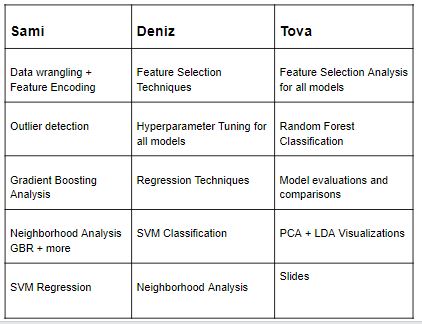 Sami Deniz Tova
Data wrangling + Feature Selection Feature Selection Analysis
Feature Encoding Techniques for all models
Outlier detection Hyperparameter Tuning for Random Forest
all models Classification
Gradient Boosting Regression Techniques Model evaluations and
Analysis comparisons
Neighborhood Analysis SVM Classification PCA + LDA Visualizations
GBR + more
Slides
SVM Regression Neighborhood Analysis